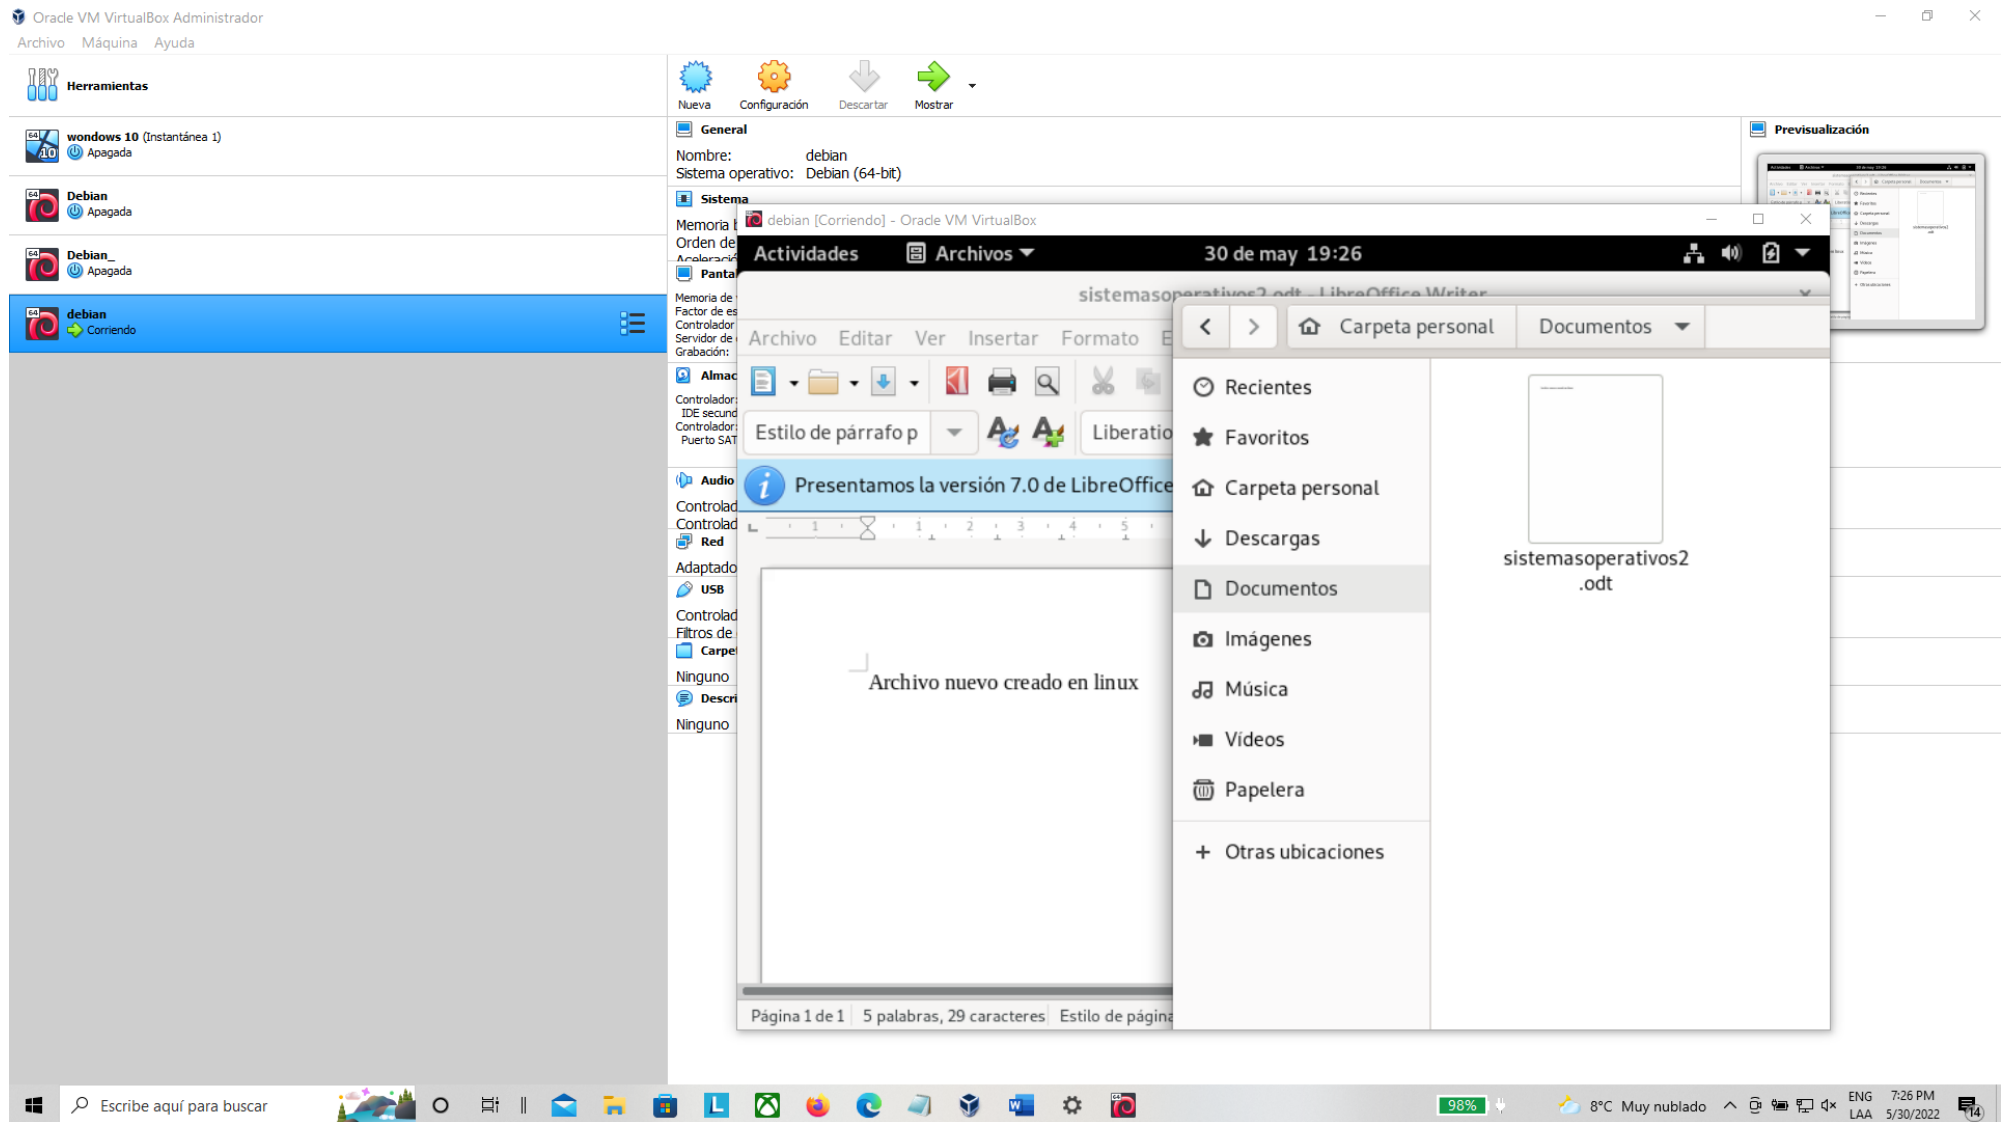 Oracle VM VirtualBox Administrador
Archivo Máquina Ayuda
Herramientas
wondows 10 (Instantánea 1)
Apagada
Debian
Apagada
Debian_
Apagada
debian
Corriendo
Nueva Configuración Descartar Mostrar
General
Nombre: debian
Sistema operativo: Debian (64-bit)
Sistema
Memoria
Orden de
Pantal
Memoria de
Factor de es
Controlador
Servidor de
Grabación:
Almac
Controlador:
IDE secund
Controlador:
Puerto SAT
Audio
Controlad
Controlad
Red
Adaptado
USB
Controlad
Filtros de
Carpe
Ninguno
Descri
Ninguno
Previsualización
debian [Corriendo] - Oracle VM VirtualBox
Actividades Archivos 30 de may 19:26
sistemasoperativos2.odt - LibreOffice Writer
Archivo Editar Ver Insertar Formato E
Estilo de párrafo p Liberatio
Presentamos la versión 7.0 de LibreOffice
1 1 2 3 4 5
Archivo nuevo creado en linux
Página 1 de 1 5 palabras, 29 caracteres Estilo de página
Carpeta personal Documentos
Recientes
Favoritos
Carpeta personal
Descargas
Documentos
Imágenes
Música
Vídeos
Papelera
+ Otras ubicaciones
sistemasoperativos2
.odt
Escribe aquí para buscar
98%
8°C Muy nublado
ENG
LAA
7:26 PM
5/30/2022
14